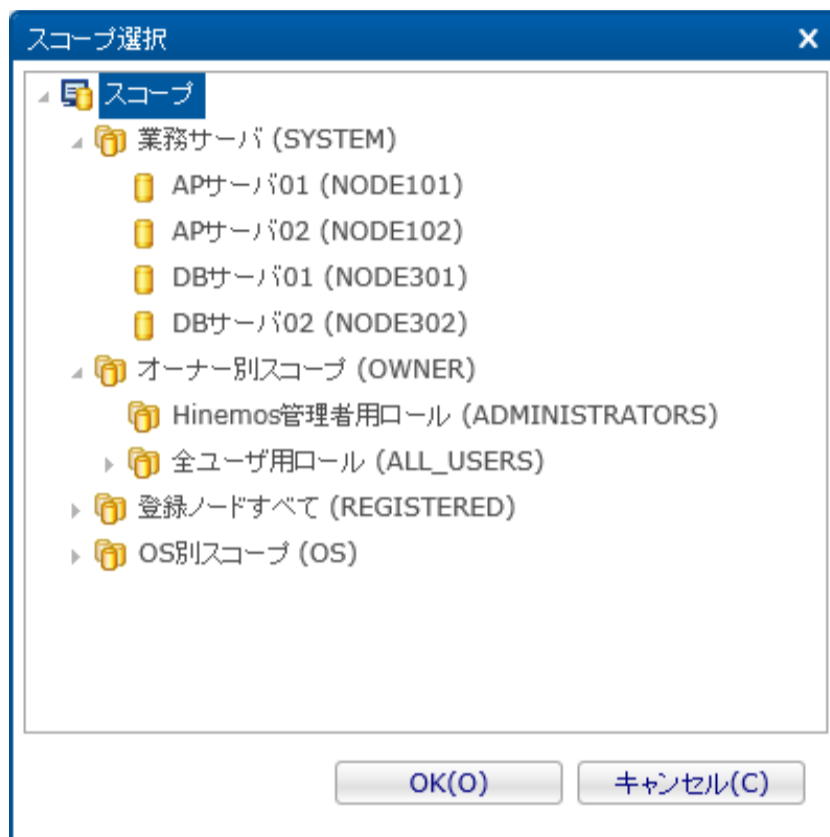 スコープ選択
スコープ
業務サーバ (SYSTEM)
APサーバ01 (NODE101)
APサーバ02 (NODE102)
DBサーバ01 (NODE301)
DBサーバ02 (NODE302)
オーナー別スコープ (OWNER)
Hinemos管理者用ロール (ADMINISTRATORS)
全ユーザ用ロール (ALL_USERS)
登録ノードすべて (REGISTERED)
OS別スコープ (OS)
OK(O) キャンセル(C)